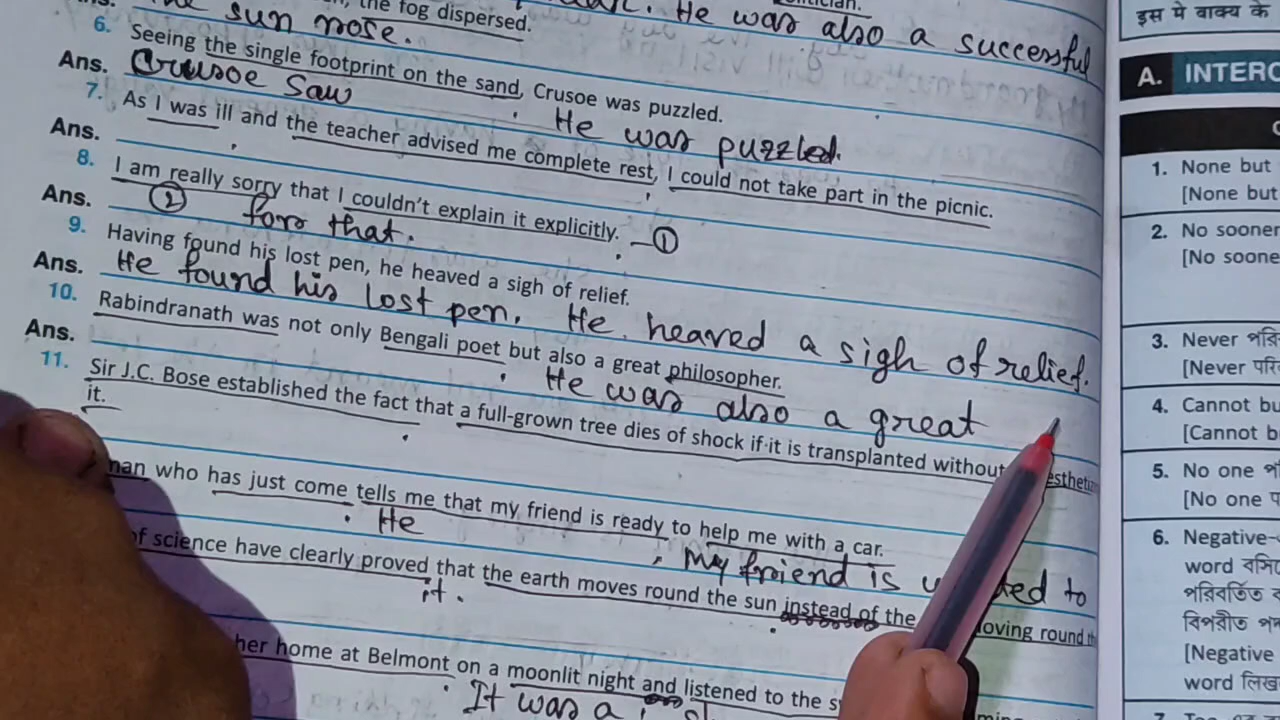 the fog dispersed.
sun rose.
He was also a successful
6. Seeing the single footprint on the sand, Crusoe was puzzled.
Ans. Crusoe saw . He was puzzled.
7. As I was ill and the teacher advised me complete rest, I could not take part in the picnic.
Ans.
8. I am really sorry that I couldn't explain it explicitly. — ①
Ans. ② for that.
9. Having found his lost pen, he heaved a sigh of relief.
Ans. He found his lost pen. He heaved a sigh of relief.
10. Rabindranath was not only Bengali poet but also a great philosopher.
Ans. . He was also a great
11. Sir J.C. Bose established the fact that a full-grown tree dies of shock if it is transplanted without
it.
man who has just come tells me that my friend is ready to help me with a car.
. He , My friend is to
of science have clearly proved that the earth moves round the sun instead of the moving round
it.
her home at Belmont on a moonlit night and listened to the
It was a
इस मे वाक्य के
A. INTERC
1. None but
[None but
2. No sooner
[No soone
3. Never
[Never
4. Cannot bu
[Cannot b
5. No one
[No one
6. Negative-
word
[Negative
word
7.